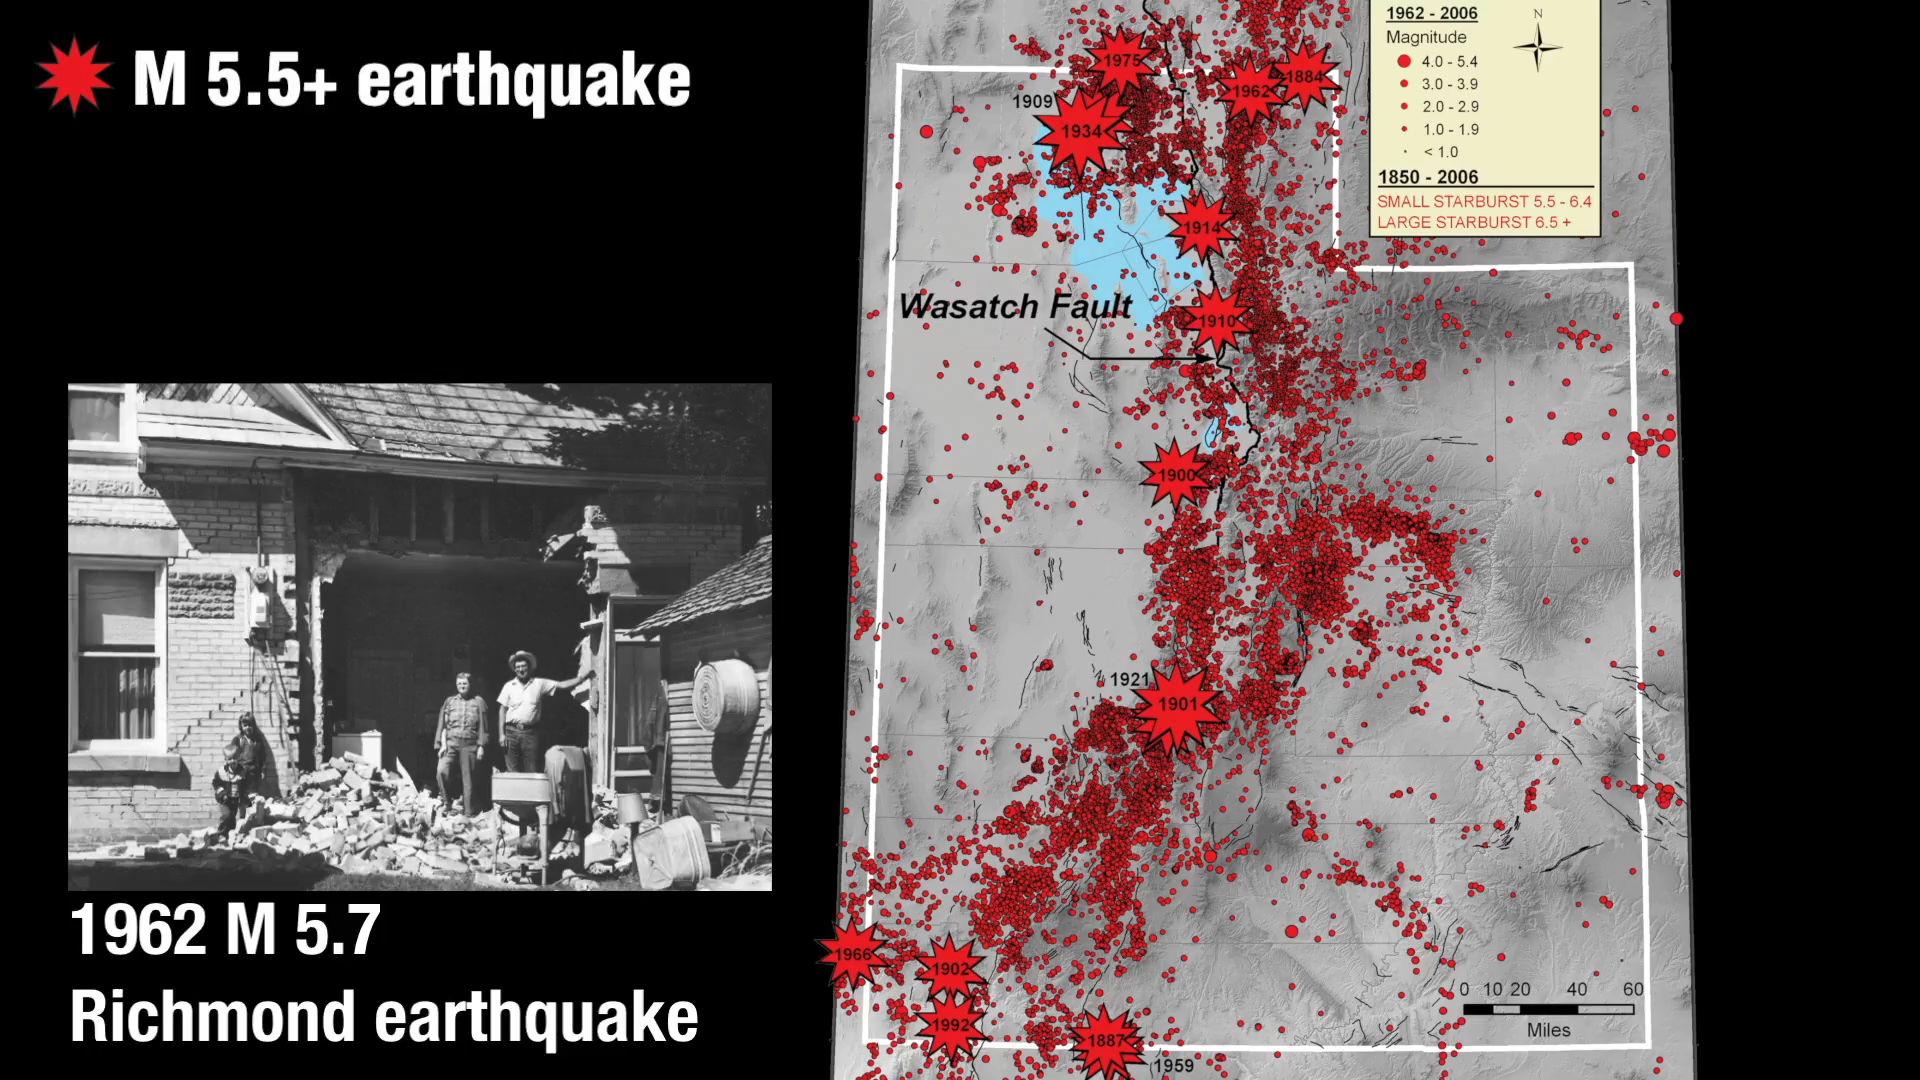 M 5.5+ earthquake
1962 M 5.7
Richmond earthquake
1962 - 2006
Magnitude
4.0 - 5.4
3.0 - 3.9
2.0 - 2.9
1.0 - 1.9
< 1.0
1850 - 2006
SMALL STARBURST 5.5 - 6.4
LARGE STARBURST 6.5 +
N
1975
1962
1884
1909
1934
1914
Wasatch Fault
1910
1900
1921
1901
1966
1902
1992
1887
1959
0 10 20 40 60
Miles